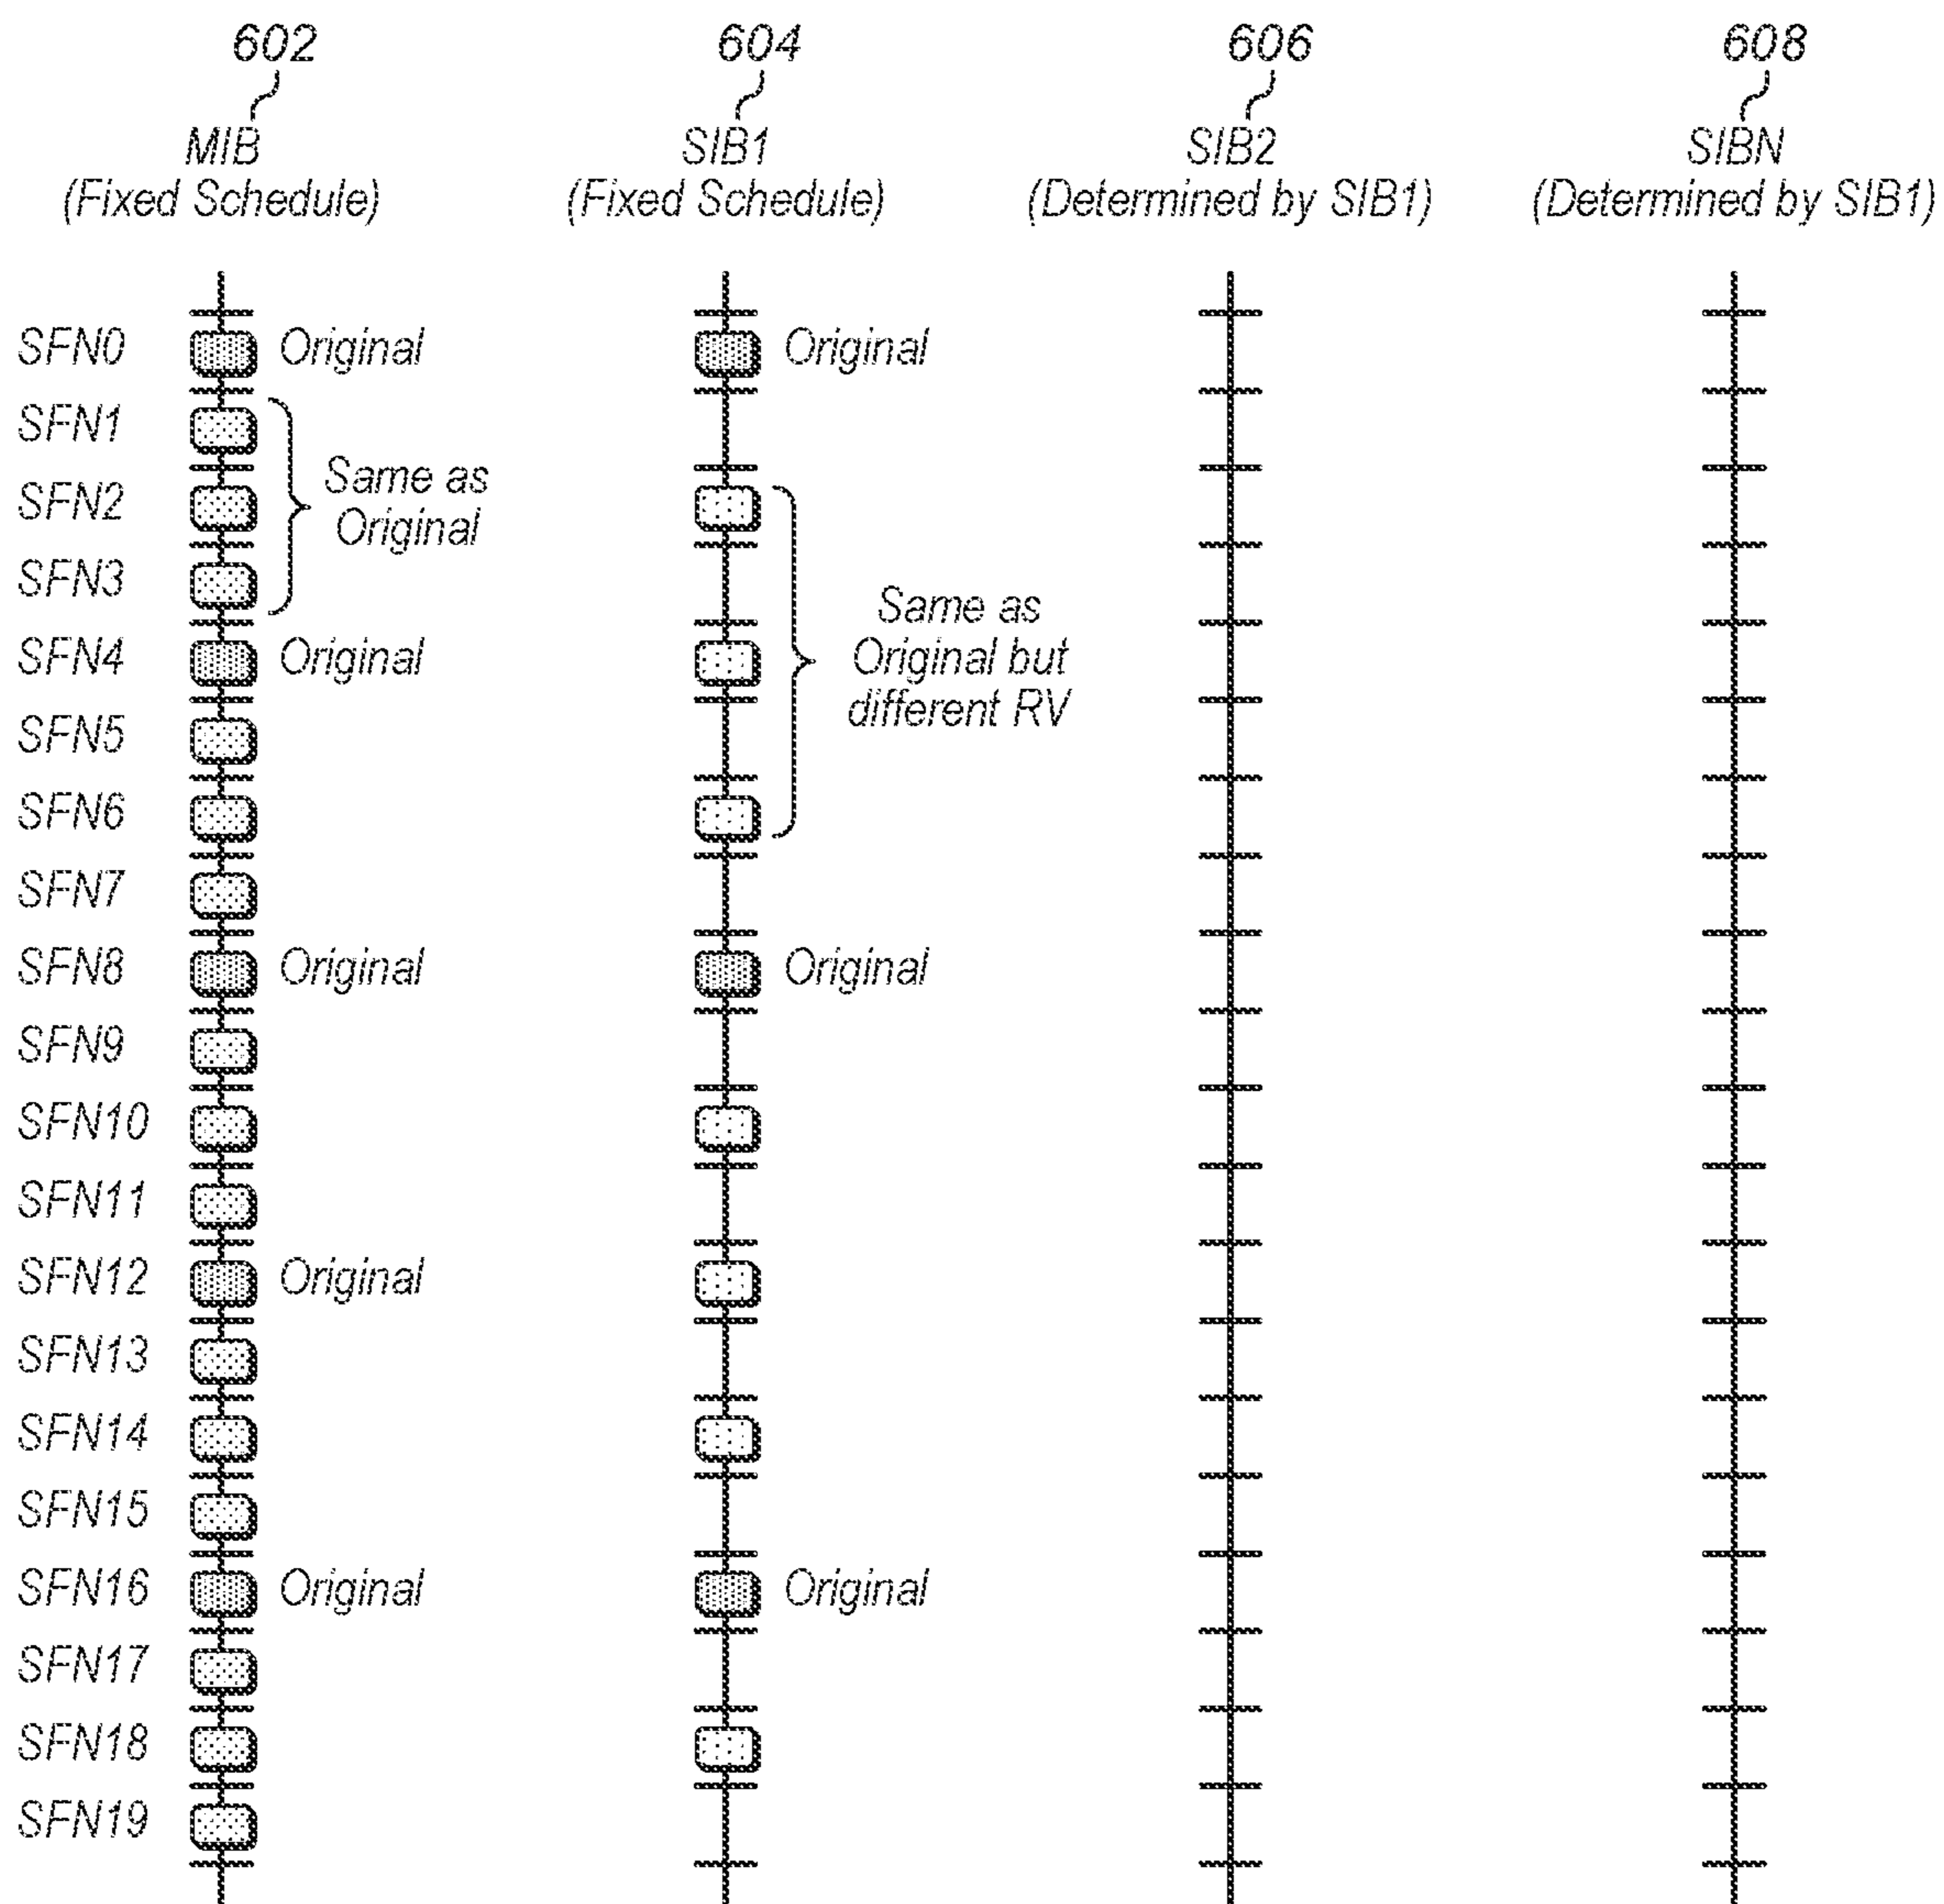 602 604 606 608
MIB SIB1 SIB2 SIBN
(Fixed Schedule) (Fixed Schedule) (Determined by SIB1) (Determined by SIB1)
SFN0 Original Original
SFN1
Same as
SFN2
Original
SFN3
Same as
SFN4 Original Original but
different RV
SFN5
SFN6
SFN7
SFN8 Original Original
SFN9
SFN10
SFN11
SFN12 Original
SFN13
SFN14
SFN15
SFN16 Original Original
SFN17
SFN18
SFN19